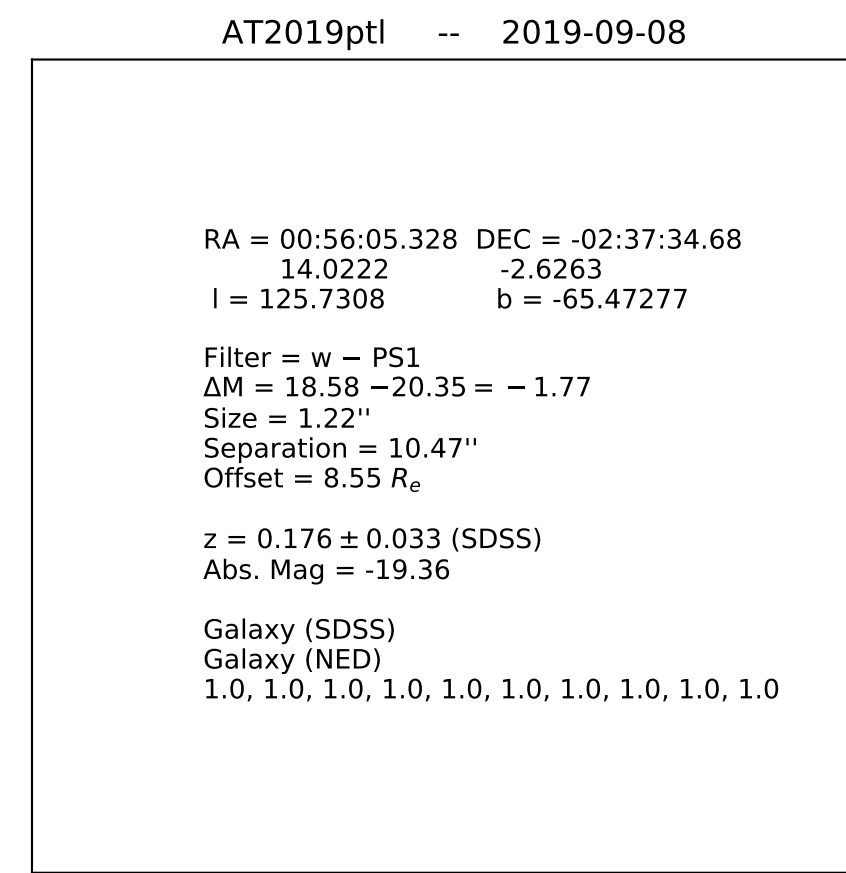 AT2019ptl -- 2019-09-08
RA = 00:56:05.328 DEC = -02:37:34.68
14.0222 -2.6263
l = 125.7308 b = -65.47277
Filter = w − PS1
ΔM = 18.58 −20.35 = − 1.77
Size = 1.22''
Separation = 10.47''
Offset = 8.55 Re
z = 0.176 ± 0.033 (SDSS)
Abs. Mag = -19.36
Galaxy (SDSS)
Galaxy (NED)
1.0, 1.0, 1.0, 1.0, 1.0, 1.0, 1.0, 1.0, 1.0, 1.0